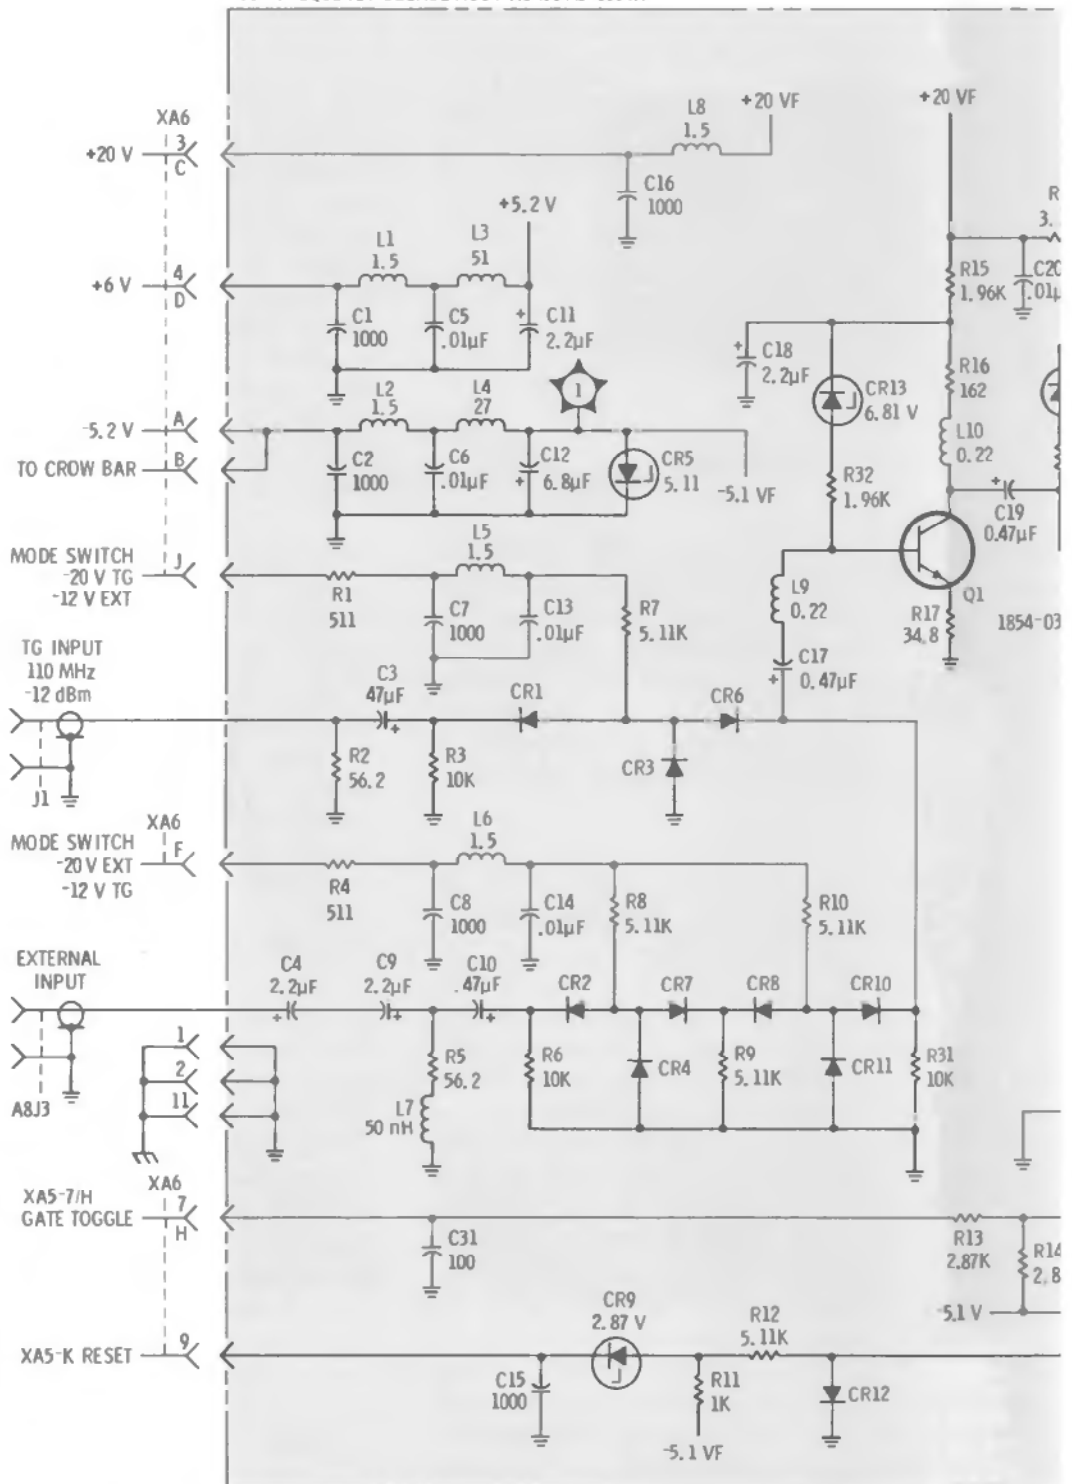 +20 VF
+20 VF
L8
1.5
XA6
3
+20 V
C
C16
1000
+5.2 V
R
3.
L1
1.5
L3
51
4
+6 V
D
R15
1.96K
C20
.01µ
C1
1000
C5
.01µF
+
C11
2.2µF
+
C18
2.2µF
CR13
6.81 V
R16
162
L2
1.5
L4
27
1
-5.2 V
A
L10
0.22
TO CROW BAR
B
C2
1000
C6
.01µF
C12
6.8µF
+
CR5
5.11
-5.1 VF
R32
1.96K
+
C19
0.47µF
MODE SWITCH
-20 V TG
-12 V EXT
J
L5
1.5
R1
511
C7
1000
C13
.01µF
R7
5.11K
L9
0.22
Q1
R17
34.8
1854-03
TG INPUT
110 MHz
-12 dBm
C3
47µF
+
CR1
CR6
C17
0.47µF
+
R2
56.2
R3
10K
CR3
J1
XA6
MODE SWITCH
-20 V EXT
-12 V TG
F
L6
1.5
R4
511
C8
1000
C14
.01µF
R8
5.11K
R10
5.11K
EXTERNAL
INPUT
C4
2.2µF
+
C9
2.2µF
+
C10
.47µF
+
CR2
CR7
CR8
CR10
1
2
11
R5
56.2
R6
10K
CR4
R9
5.11K
CR11
R31
10K
A8J3
L7
50 nH
XA6
XA5-7/H
GATE TOGGLE
7
H
C31
100
R13
2.87K
R14
2.8
-5.1 V
CR9
2.87 V
R12
5.11K
XA5-K RESET
9
C15
1000
R11
1K
CR12
-5.1 VF